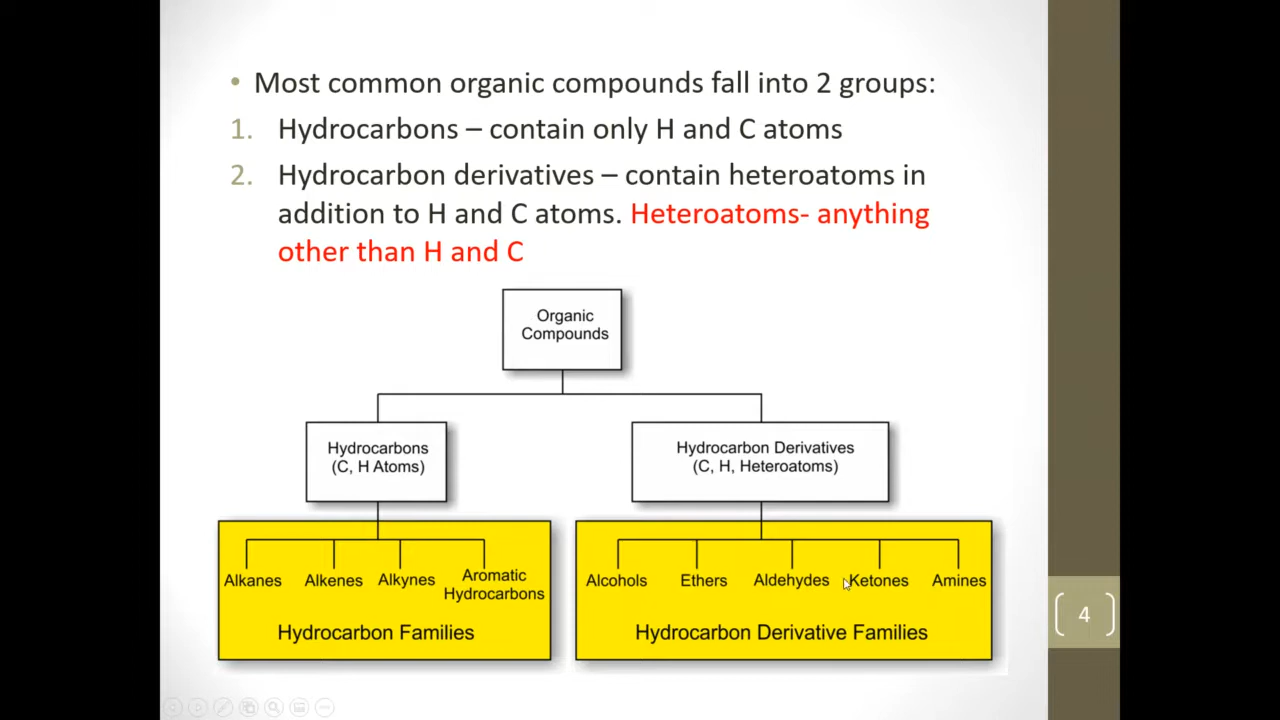 • Most common organic compounds fall into 2 groups:
1. Hydrocarbons – contain only H and C atoms
2. Hydrocarbon derivatives – contain heteroatoms in
addition to H and C atoms. Heteroatoms- anything
other than H and C
Organic
Compounds
Hydrocarbons
(C, H Atoms)
Hydrocarbon Derivatives
(C, H, Heteroatoms)
Alkanes
Alkenes
Alkynes
Aromatic
Hydrocarbons
Hydrocarbon Families
Alcohols
Ethers
Aldehydes
Ketones
Amines
Hydrocarbon Derivative Families
4